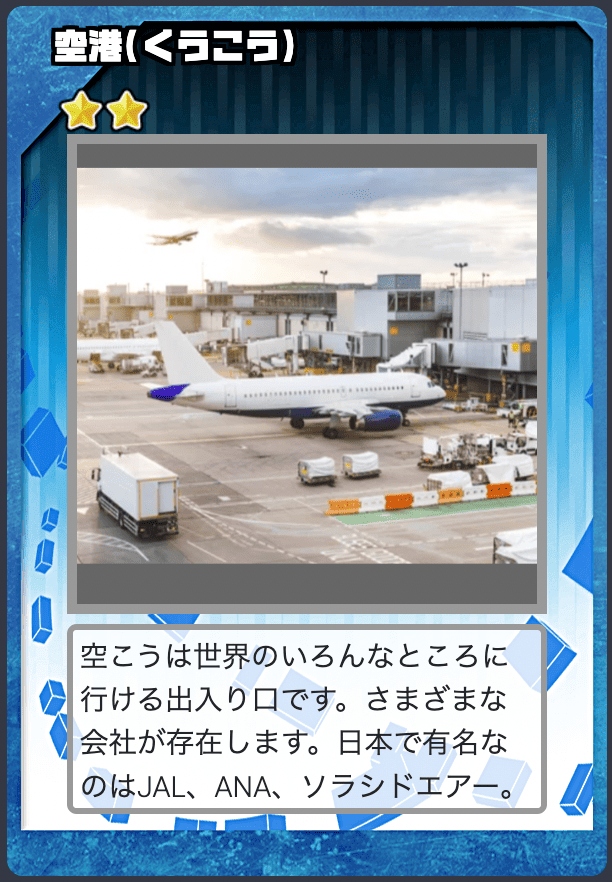 空港(くうこう)
空こうは世界のいろんなところに
行ける出入り口です。さまざまな
会社が存在します。日本で有名な
のはJAL、ANA、ソラシドエアー。